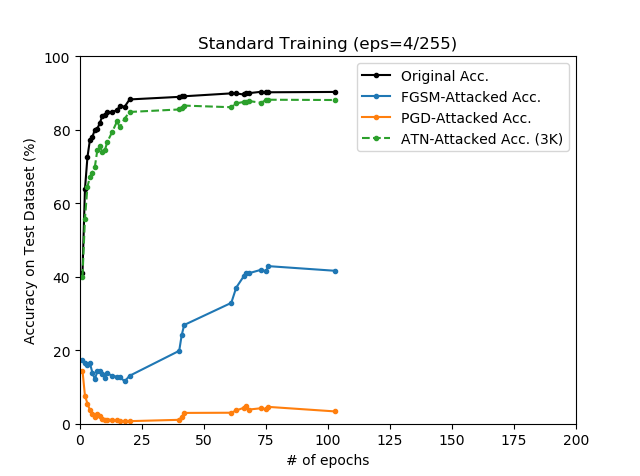 Standard Training (eps=4/255)
Accuracy on Test Dataset (%)
100
80
60
40
20
0
Original Acc.
FGSM-Attacked Acc.
PGD-Attacked Acc.
ATN-Attacked Acc. (3K)
0 25 50 75 100 125 150 175 200
# of epochs